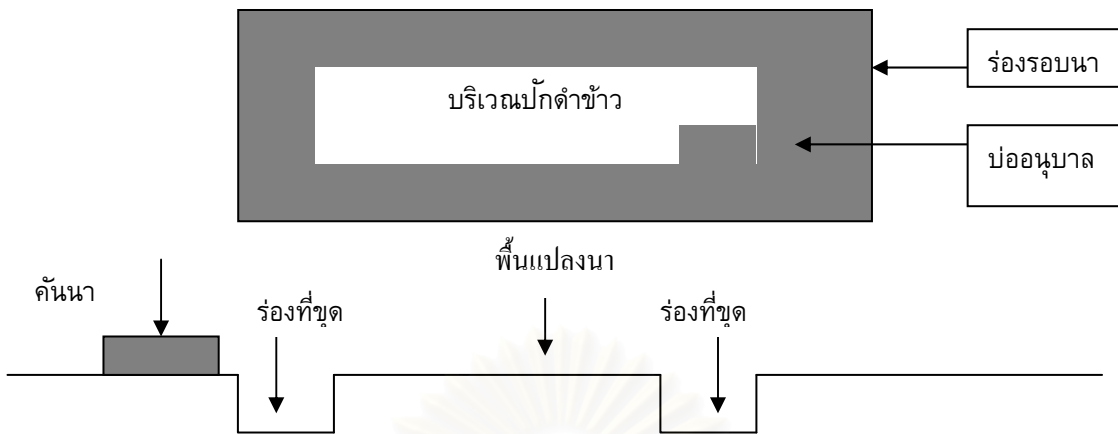 ร่องรอบนา
บริเวณปักดำข้าว
บ่ออนุบาล
พื้นแปลงนา
คันนา
ร่องที่ขุด
ร่องที่ขุด